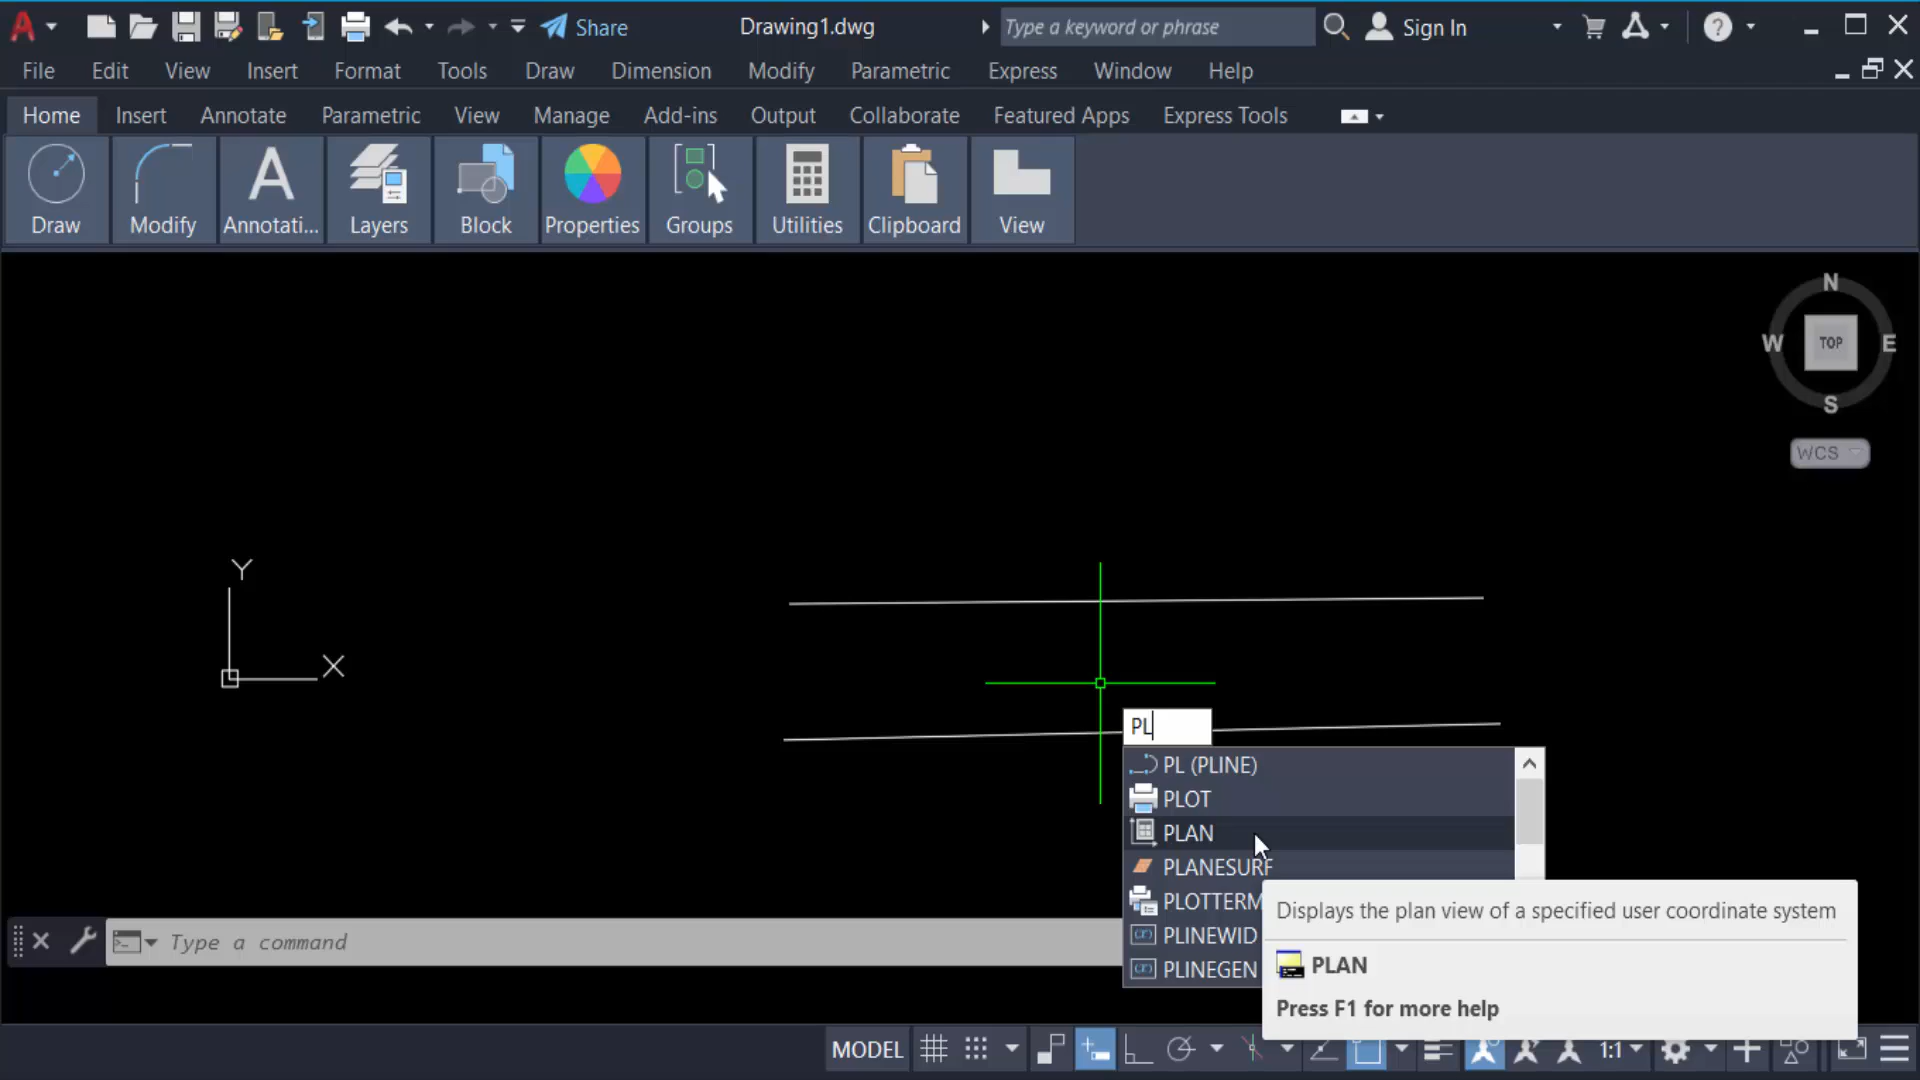 Share
Drawing1.dwg
Type a keyword or phrase
Sign In
File Edit View Insert Format Tools Draw Dimension Modify Parametric Express Window Help
Home Insert Annotate Parametric View Manage Add-ins Output Collaborate Featured Apps Express Tools
Draw Modify Annotati... Layers Block Properties Groups Utilities Clipboard View
N
W TOP E
S
WCS
Y
X
PL
PL (PLINE)
PLOT
PLAN
PLANESURF
PLOTTERM
PLINEWID
PLINEGEN
Displays the plan view of a specified user coordinate system
PLAN
Press F1 for more help
Type a command
MODEL 1:1